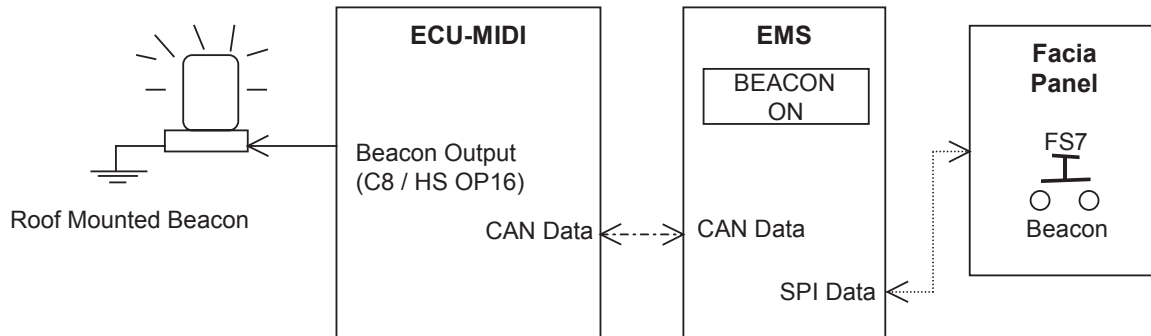 ECU-MIDI
EMS
Facia
Panel
BEACON
ON
FS7
Beacon Output
(C8 / HS OP16)
Roof Mounted Beacon
CAN Data
CAN Data
Beacon
SPI Data